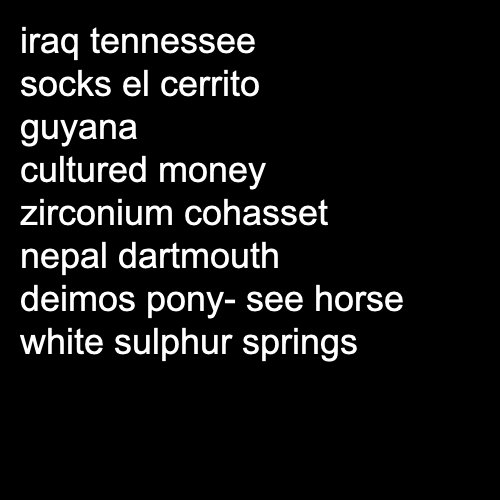 iraq tennessee
socks el cerrito
guyana
cultured money
zirconium cohasset
nepal dartmouth
deimos pony- see horse
white sulphur springs